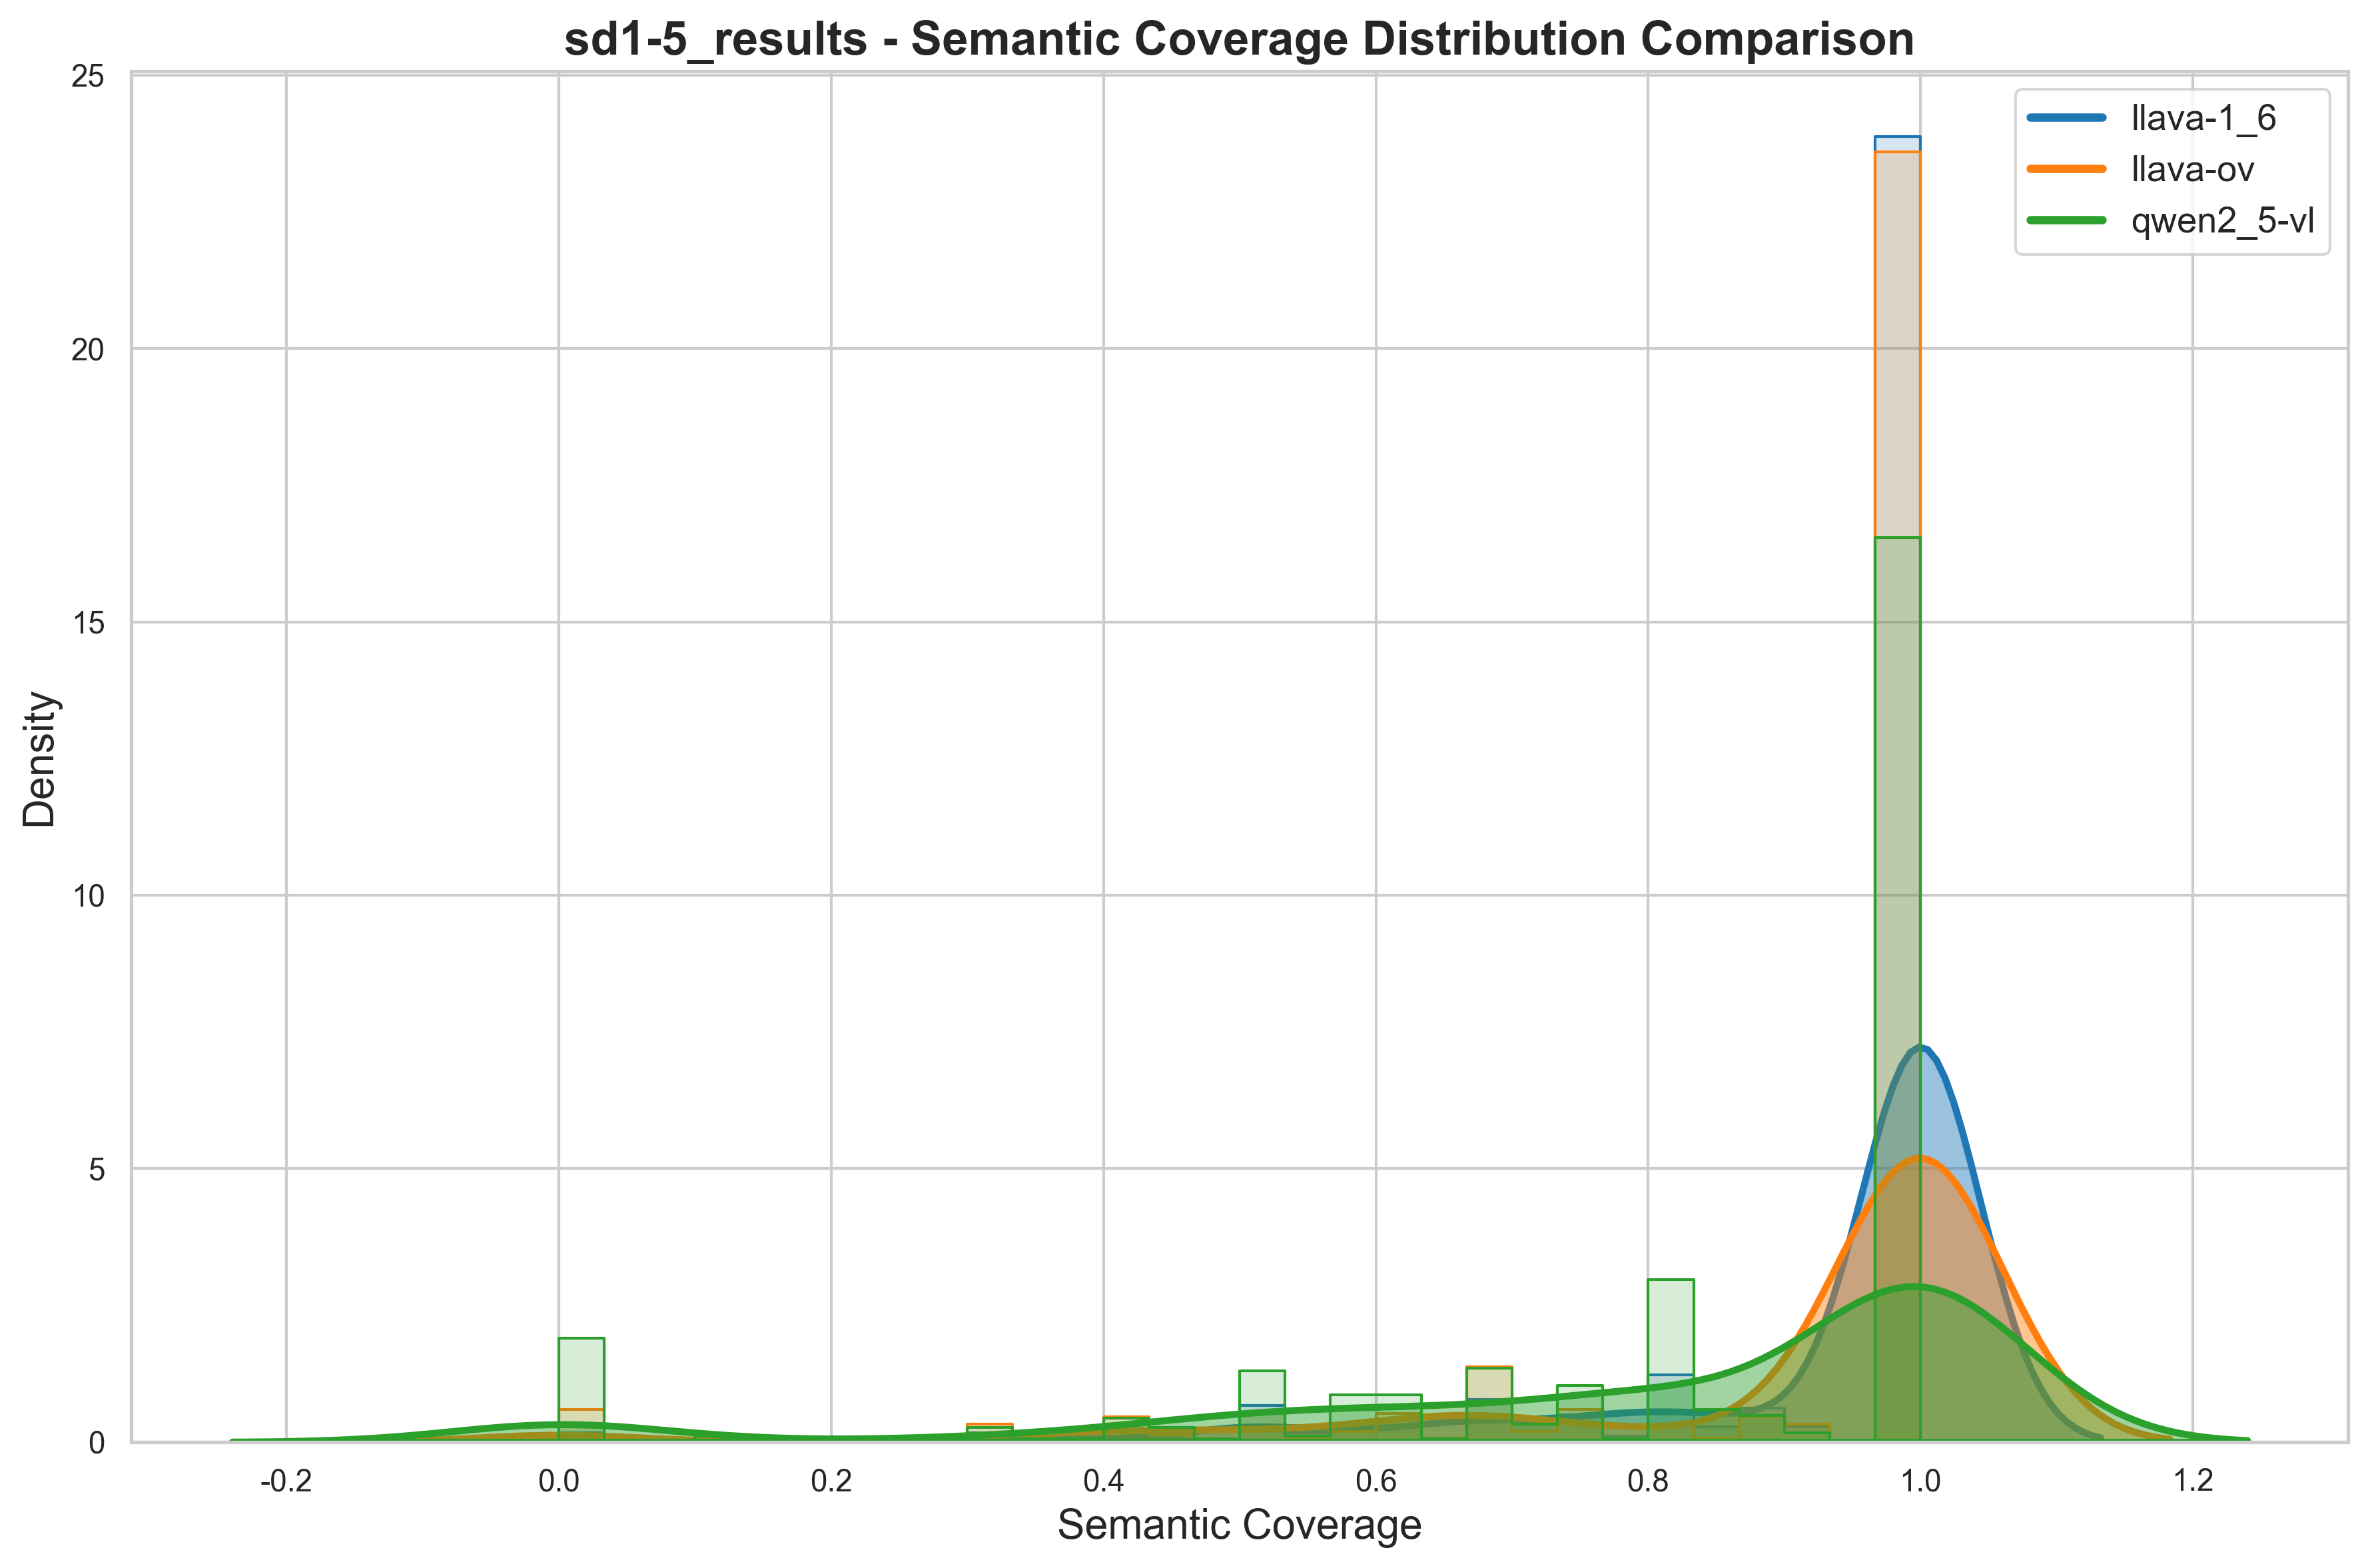 sd1-5_results - Semantic Coverage Distribution Comparison
25
20
15
10
5
0
Density
llava-1_6
llava-ov
qwen2_5-vl
-0.2 0.0 0.2 0.4 0.6 0.8 1.0 1.2
Semantic Coverage